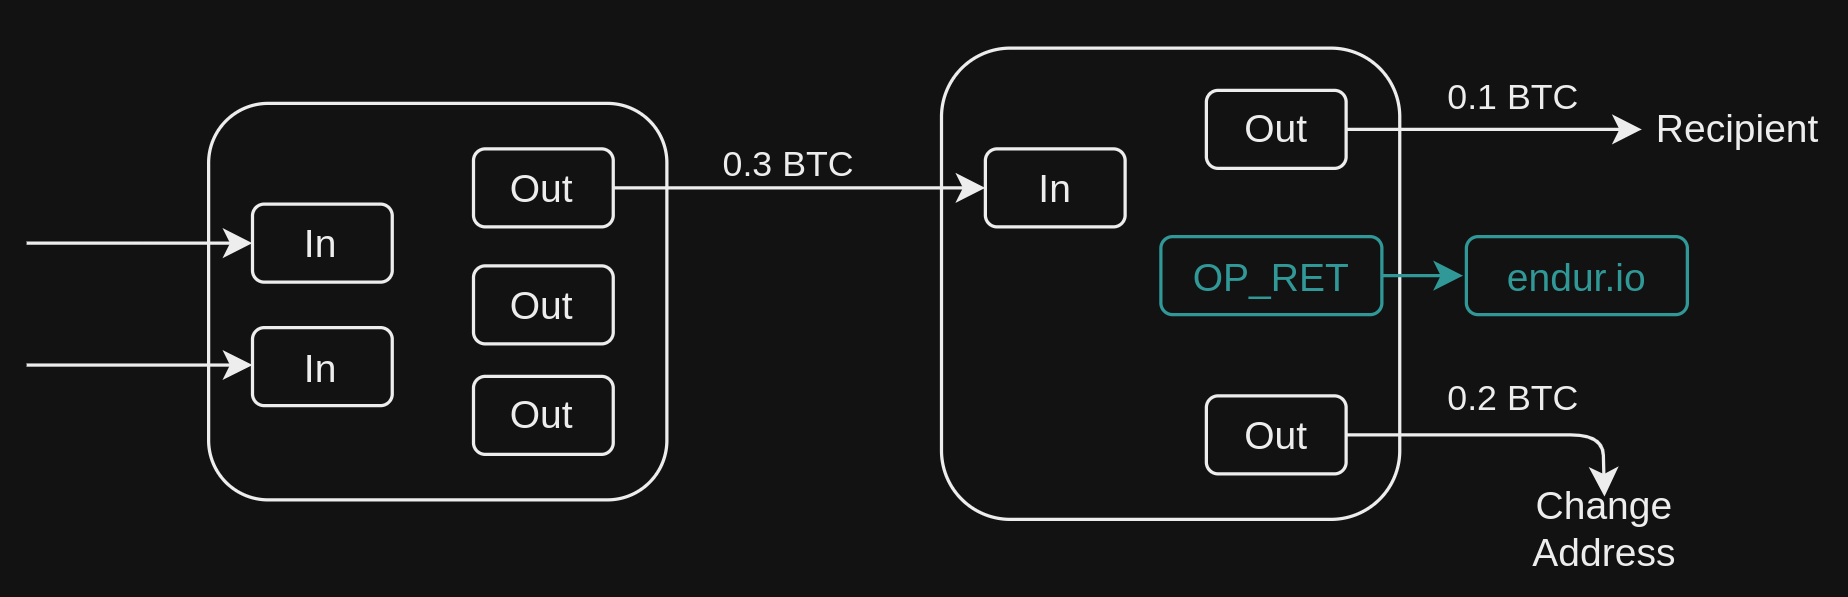 In
In
Out
Out
Out
0.3 BTC
In
Out
OP_RET
Out
0.1 BTC
Recipient
endur.io
0.2 BTC
Change
Address